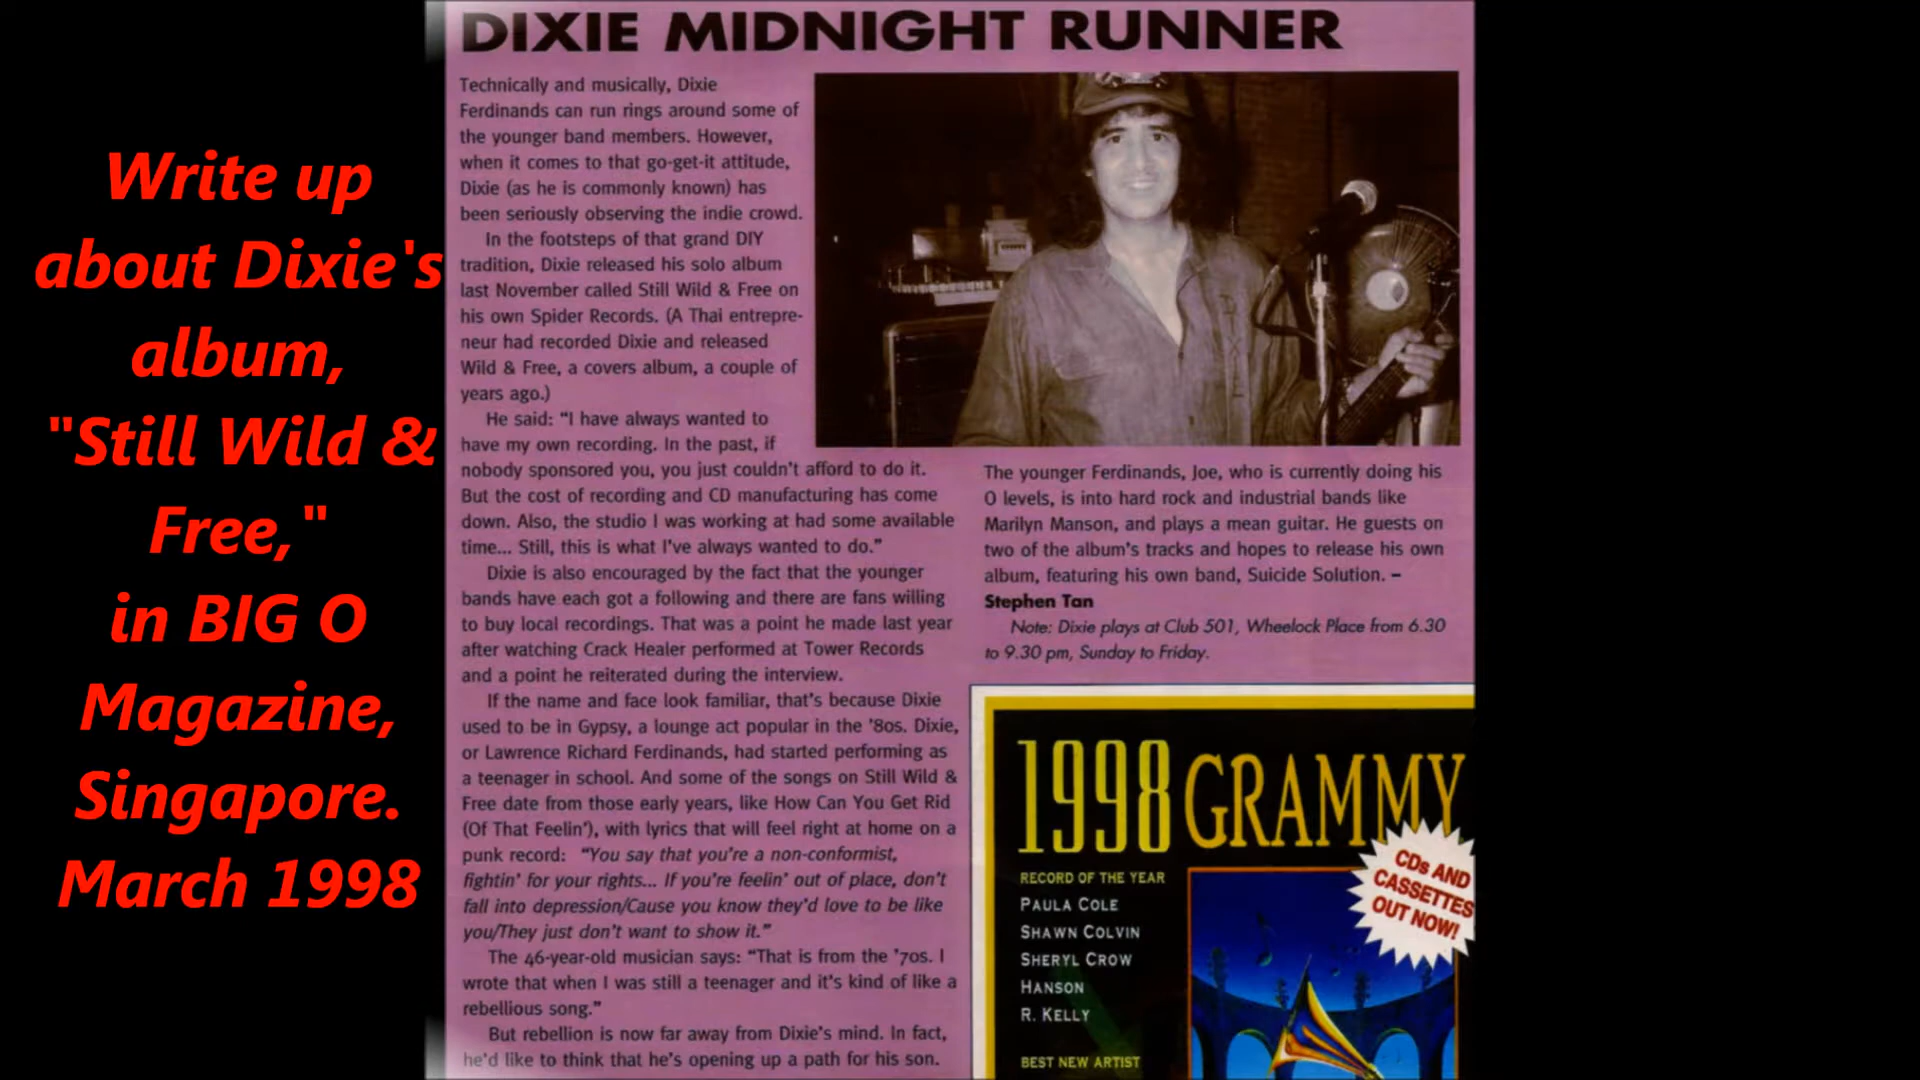 Write up
about Dixie's
album,
"Still Wild &
Free,"
in BIG O
Magazine,
Singapore.
March 1998
DIXIE MIDNIGHT RUNNER
Technically and musically, Dixie
Ferdinands can run rings around some of
the younger band members. However,
when it comes to that go-get-it attitude,
Dixie (as he is commonly known) has
been seriously observing the indie crowd.
In the footsteps of that grand DIY
tradition, Dixie released his solo album
last November called Still Wild & Free on
his own Spider Records. (A Thai entrepre-
neur had recorded Dixie and released
Wild & Free, a covers album, a couple of
years ago.)
He said: “I have always wanted to
have my own recording. In the past, if
nobody sponsored you, you just couldn't afford to do it.
But the cost of recording and CD manufacturing has come
down. Also, the studio I was working at had some available
time... Still, this is what I've always wanted to do.”
Dixie is also encouraged by the fact that the younger
bands have each got a following and there are fans willing
to buy local recordings. That was a point he made last year
after watching Crack Healer performed at Tower Records
and a point he reiterated during the interview.
If the name and face look familiar, that's because Dixie
used to be in Gypsy, a lounge act popular in the '80s. Dixie,
or Lawrence Richard Ferdinands, had started performing as
a teenager in school. And some of the songs on Still Wild &
Free date from those early years, like How Can You Get Rid
(Of That Feelin'), with lyrics that will feel right at home on a
punk record: “You say that you're a non-conformist,
fightin' for your rights... If you're feelin' out of place, don't
fall into depression/Cause you know they'd love to be like
you/They just don't want to show it.”
The 46-year-old musician says: “That is from the '70s. I
wrote that when I was still a teenager and it's kind of like a
rebellious song.”
But rebellion is now far away from Dixie's mind. In fact,
he'd like to think that he's opening up a path for his son.
The younger Ferdinands, Joe, who is currently doing his
O levels, is into hard rock and industrial bands like
Marilyn Manson, and plays a mean guitar. He guests on
two of the album's tracks and hopes to release his own
album, featuring his own band, Suicide Solution. –
Stephen Tan
Note: Dixie plays at Club 501, Wheelock Place from 6.30
to 9.30 pm, Sunday to Friday.
1998 GRAMMY
CDs AND
CASSETTES
OUT NOW!
RECORD OF THE YEAR
PAULA COLE
SHAWN COLVIN
SHERYL CROW
HANSON
R. KELLY
BEST NEW ARTIST